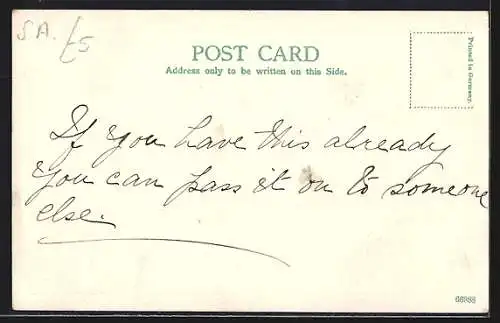 S A. £5
POST CARD
Address only to be written on this Side.
Printed in Germany.
If you have this already
you can pass it on to someone
else.
66988